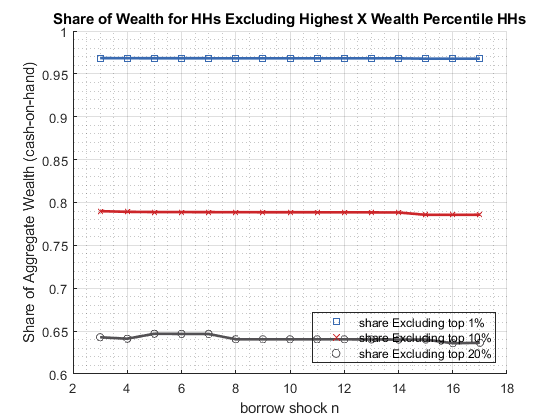 Share of Wealth for HHs Excluding Highest X Wealth Percentile HHs
Share of Aggregate Wealth (cash-on-hand)
1
0.95
0.9
0.85
0.8
0.75
0.7
0.65
0.6
share Excluding top 1%
share Excluding top 10%
share Excluding top 20%
2 4 6 8 10 12 14 16 18
borrow shock n